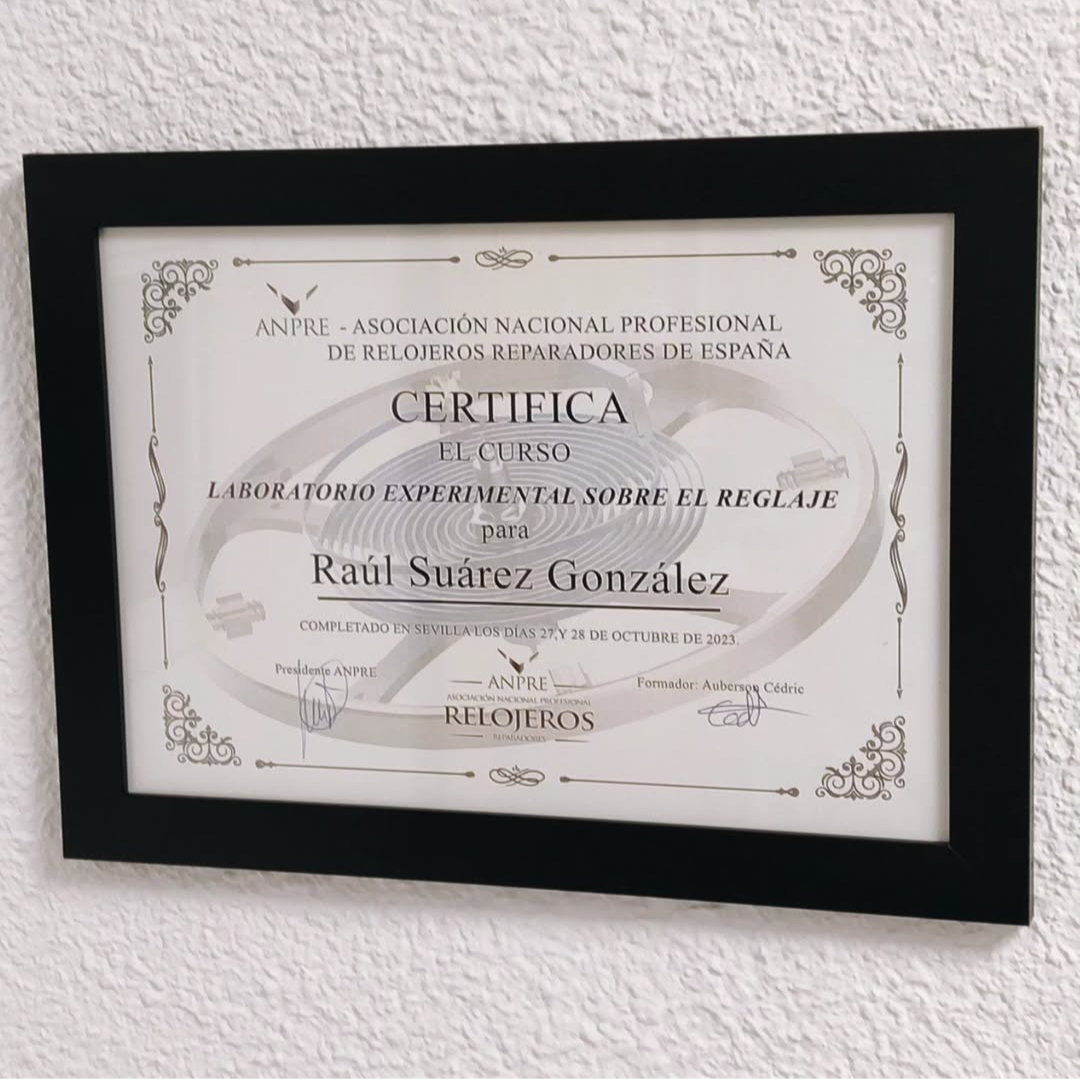 ANPRE - ASOCIACIÓN NACIONAL PROFESIONAL
DE RELOJEROS REPARADORES DE ESPAÑA
CERTIFICA
EL CURSO
LABORATORIO EXPERIMENTAL SOBRE EL REGLAJE
para
Raúl Suárez González
COMPLETADO EN SEVILLA LOS DÍAS 27,Y 28 DE OCTUBRE DE 2023.
Presidente ANPRE
ANPRE
ASOCIACIÓN NACIONAL PROFESIONAL
RELOJEROS
REPARADORES
Formador: Auberson Cédric